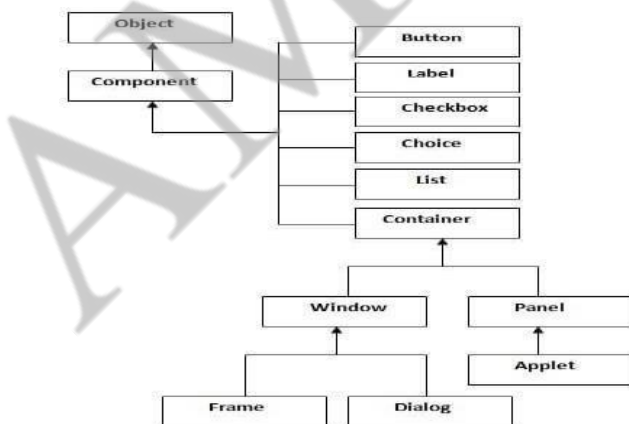 Object
Component
Button
Label
Checkbox
Choice
List
Container
Window
Panel
Applet
Frame
Dialog